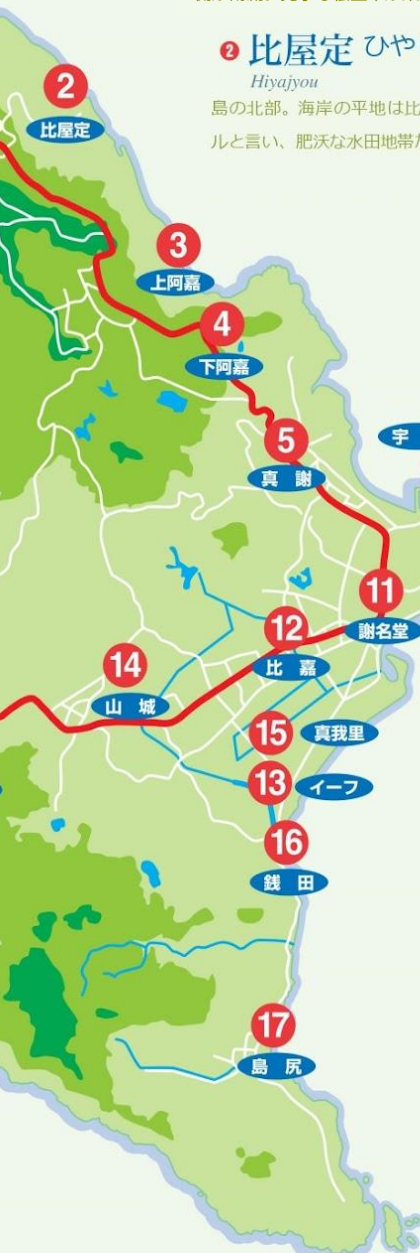 ❷ 比屋定 ひや
Hiyajyou
島の北部。海岸の平地は比
ルと言い、肥沃な水田地帯
2
比屋定
3
上阿嘉
4
下阿嘉
5
真 謝
宇
11
謝名堂
12
比 嘉
14
山 城
15
真我里
13
イーフ
16
銭 田
17
島 尻